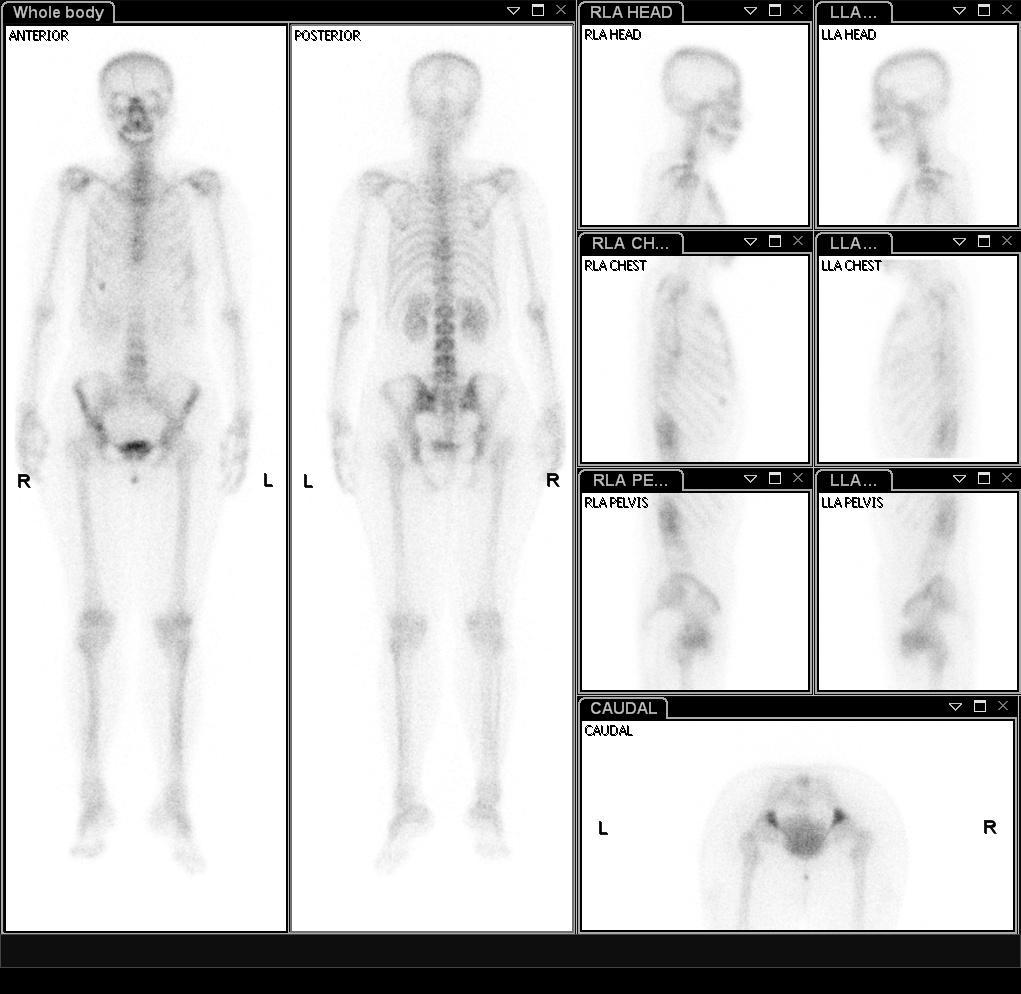 Whole body
ANTERIOR
POSTERIOR
R
L
L
R
RLA HEAD
RLA HEAD
LLA...
LLA HEAD
RLA CH...
RLA CHEST
LLA...
LLA CHEST
RLA PE...
RLA PELVIS
LLA...
LLA PELVIS
CAUDAL
CAUDAL
L
R